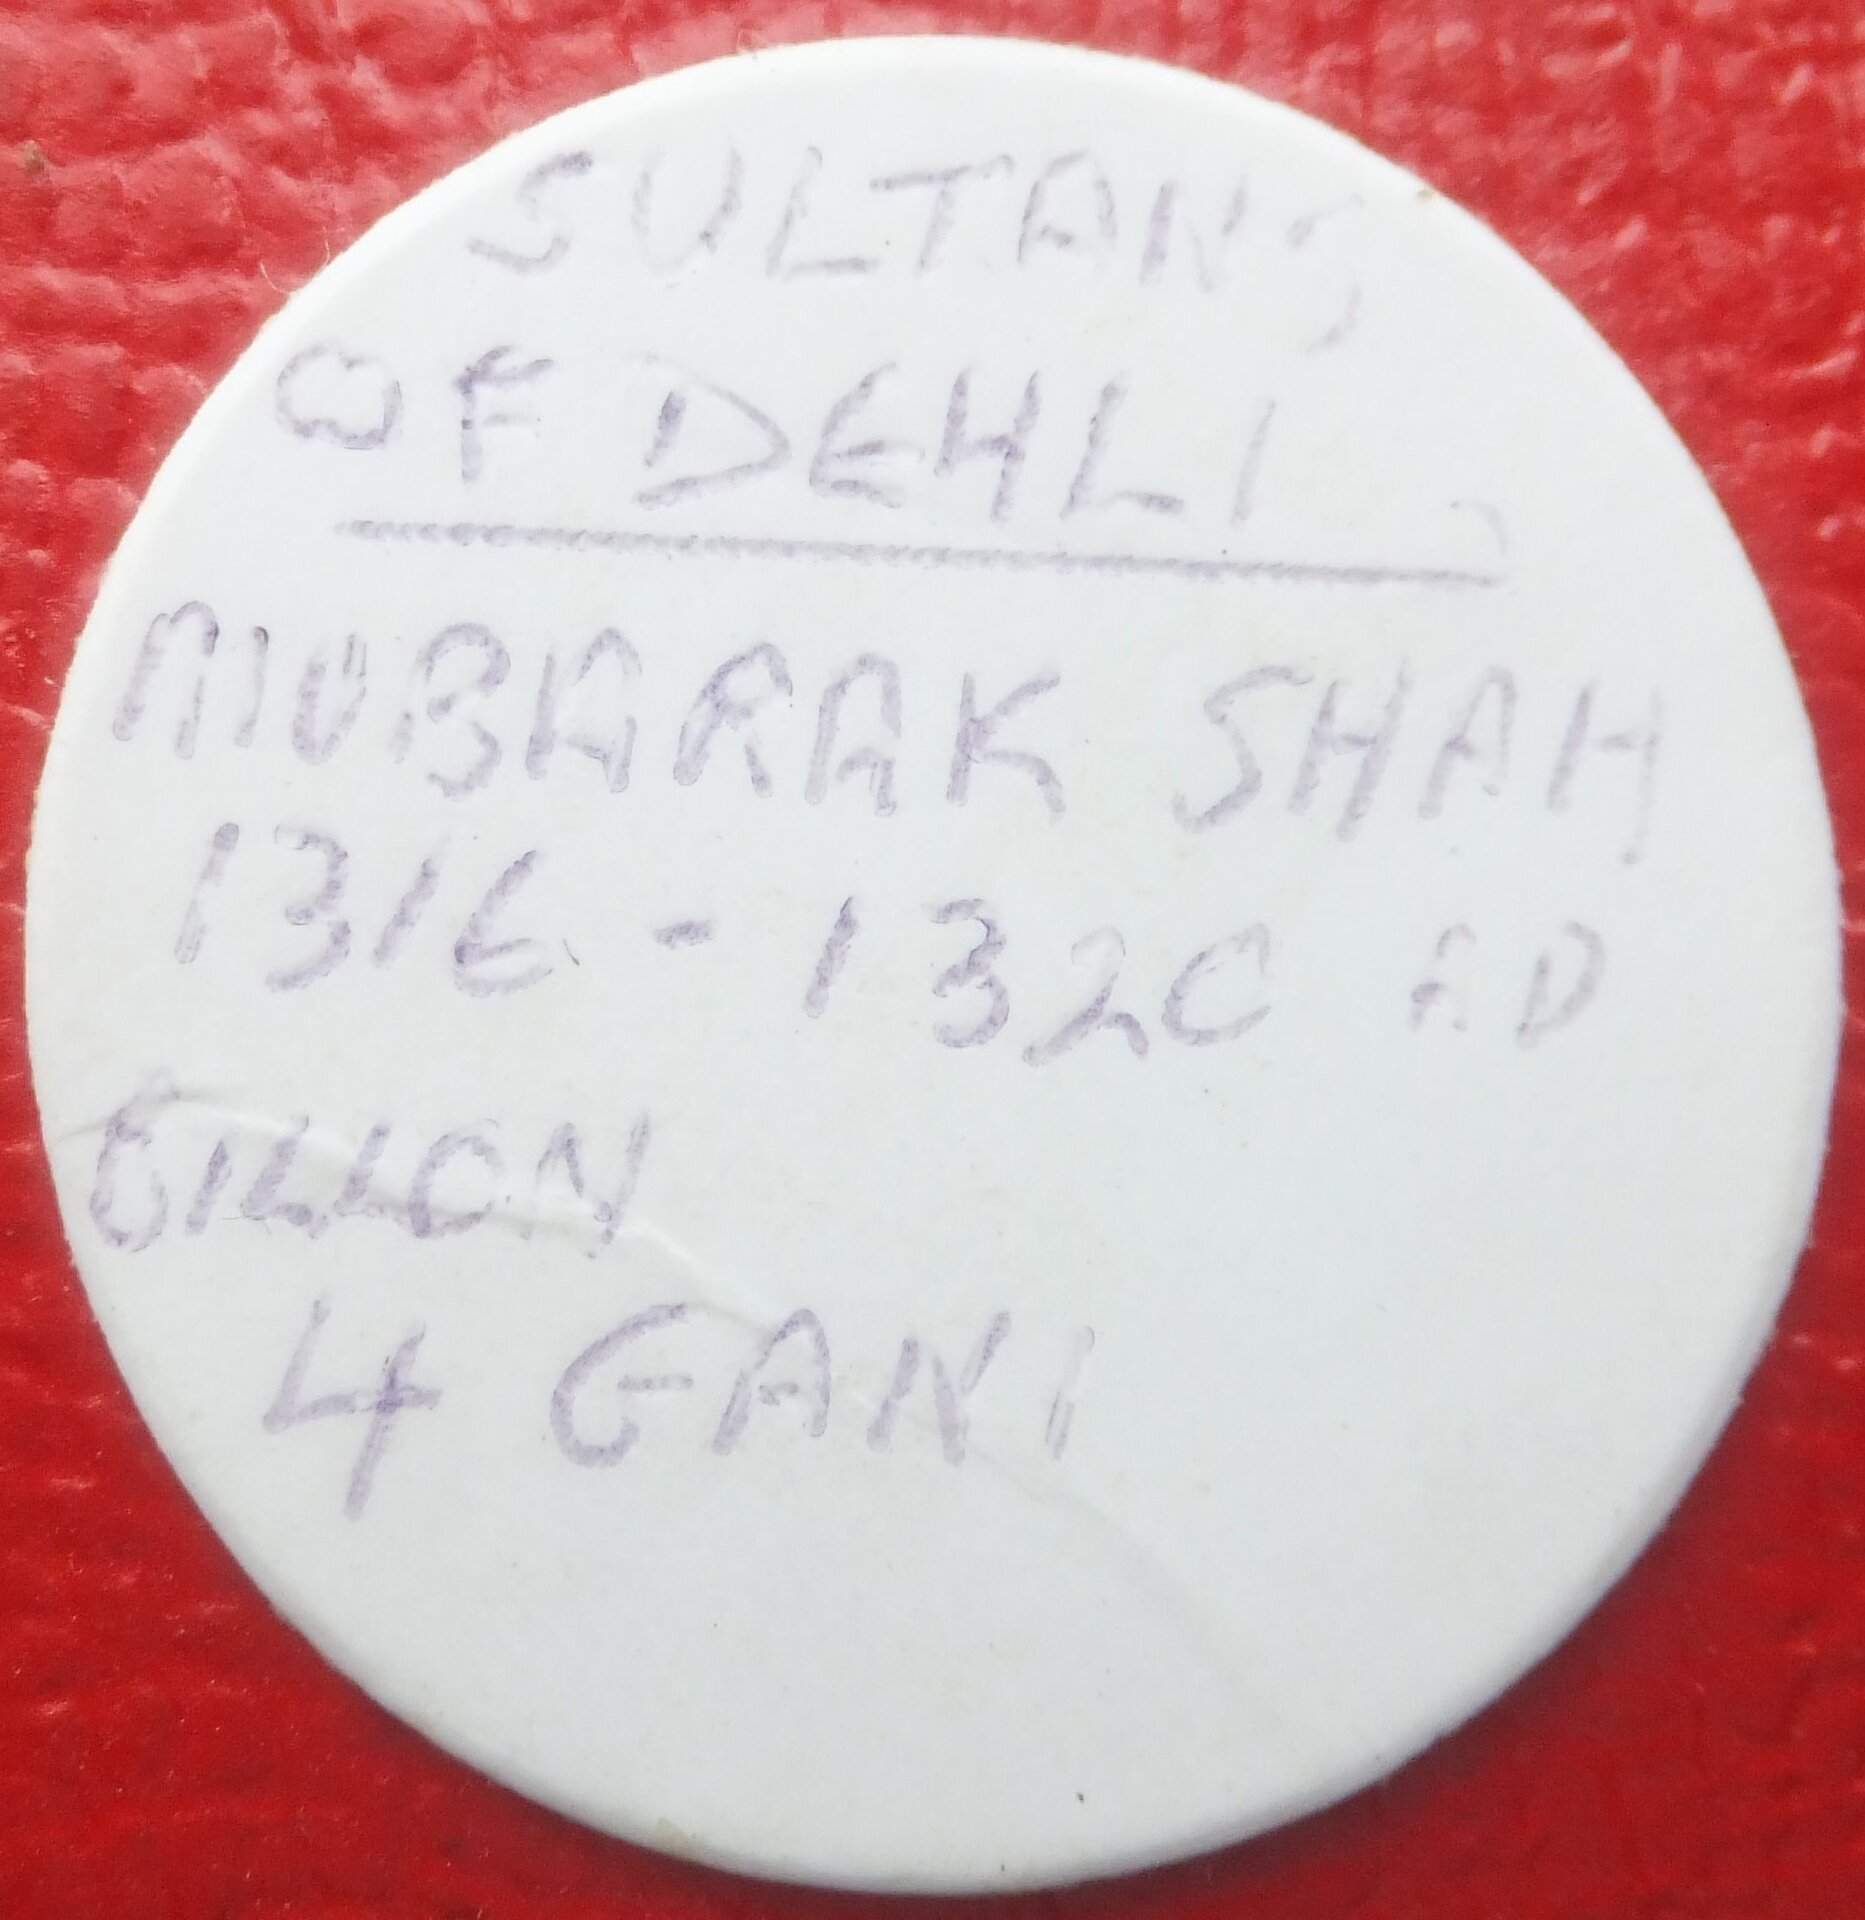 SULTANS
OF DEHLI
MUBARAK SHAH
1316-1320 AD
BILLON
4 GANI